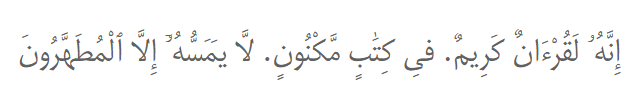 إِنَّهُۥ لَقُرْءَانٌ كَرِيمٌ. فِي كِتَٰبٍ مَّكْنُونٍ. لَّا يَمَسُّهُۥٓ إِلَّا ٱلْمُطَهَّرُونَ